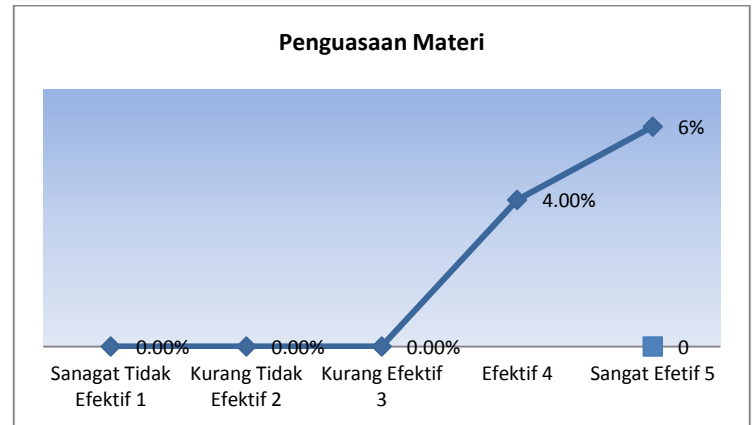 Penguasaan Materi
6%
4.00%
0.00% 0.00% 0.00% 0
Sanagat Tidak Efektif 1
Kurang Tidak Efektif 2
Kurang Efektif 3
Efektif 4
Sangat Efetif 5